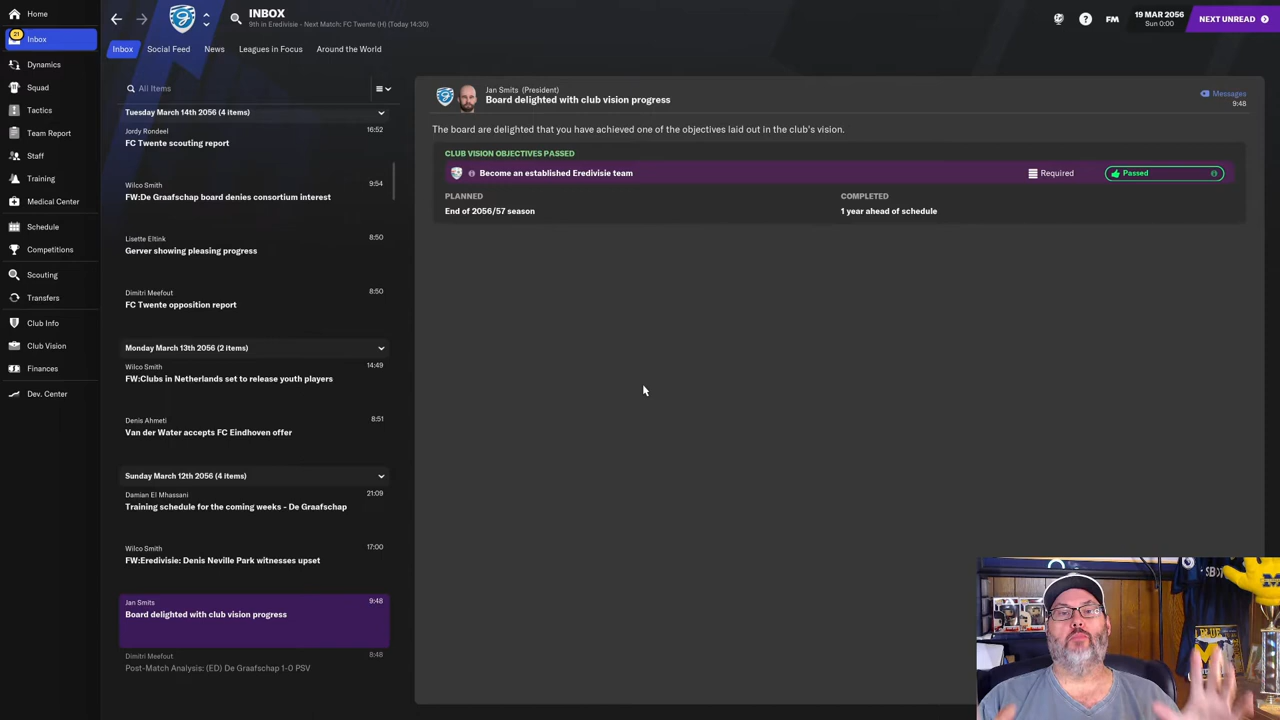 Home
21
Inbox
Dynamics
Squad
Tactics
Team Report
Staff
Training
Medical Center
Schedule
Competitions
Scouting
Transfers
Club Info
Club Vision
Finances
Dev. Center
INBOX
9th in Eredivisie - Next Match: FC Twente (H) (Today 14:30)
?
FM
19 MAR 2056
Sun 0:00
NEXT UNREAD
Inbox
Social Feed
News
Leagues in Focus
Around the World
All Items
Tuesday March 14th 2056 (4 items)
Jordy Rondeel 16:52
FC Twente scouting report
Wilco Smith 9:54
FW:De Graafschap board denies consortium interest
Lisette Eltink 8:50
Gerver showing pleasing progress
Dimitri Meefout 8:50
FC Twente opposition report
Monday March 13th 2056 (2 items)
Wilco Smith 14:49
FW:Clubs in Netherlands set to release youth players
Denis Ahmeti 8:51
Van der Water accepts FC Eindhoven offer
Sunday March 12th 2056 (4 items)
Damian El Mhassani 21:09
Training schedule for the coming weeks - De Graafschap
Wilco Smith 17:00
FW:Eredivisie: Denis Neville Park witnesses upset
Jan Smits 9:48
Board delighted with club vision progress
Dimitri Meefout 8:48
Post-Match Analysis: (ED) De Graafschap 1-0 PSV
Jan Smits (President)
Board delighted with club vision progress
Messages
9:48
The board are delighted that you have achieved one of the objectives laid out in the club's vision.
CLUB VISION OBJECTIVES PASSED
Become an established Eredivisie team
Required
Passed
PLANNED
End of 2056/57 season
COMPLETED
1 year ahead of schedule
BLUE